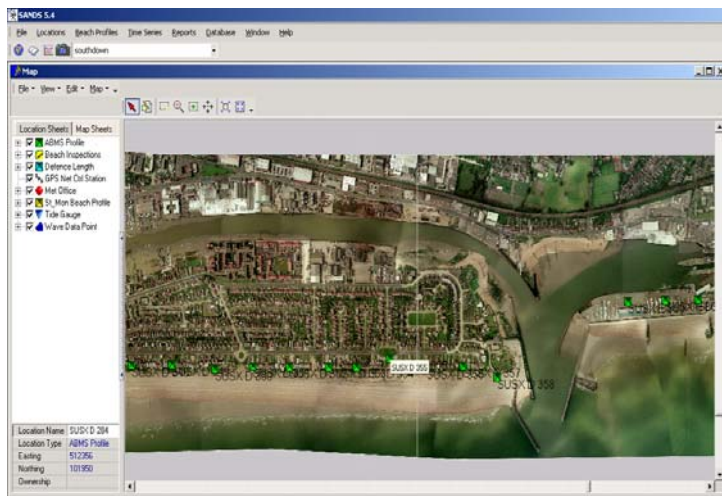 SANDS 5.4
File Locations Beach Profiles Time Series Reports Database Window Help
southdown
Map
File View Edit Map
Location Sheets Map Sheets
ABMS Profile
Beach Inspections
Defence Length
GPS Net Ctrl Station
Met Office
St_Mon Beach Profile
Tide Gauge
Wave Data Point
SUSX D 355
SUSX D 358
Location Name SUSX D 284
Location Type ABMS Profile
Easting 512356
Northing 101950
Ownership